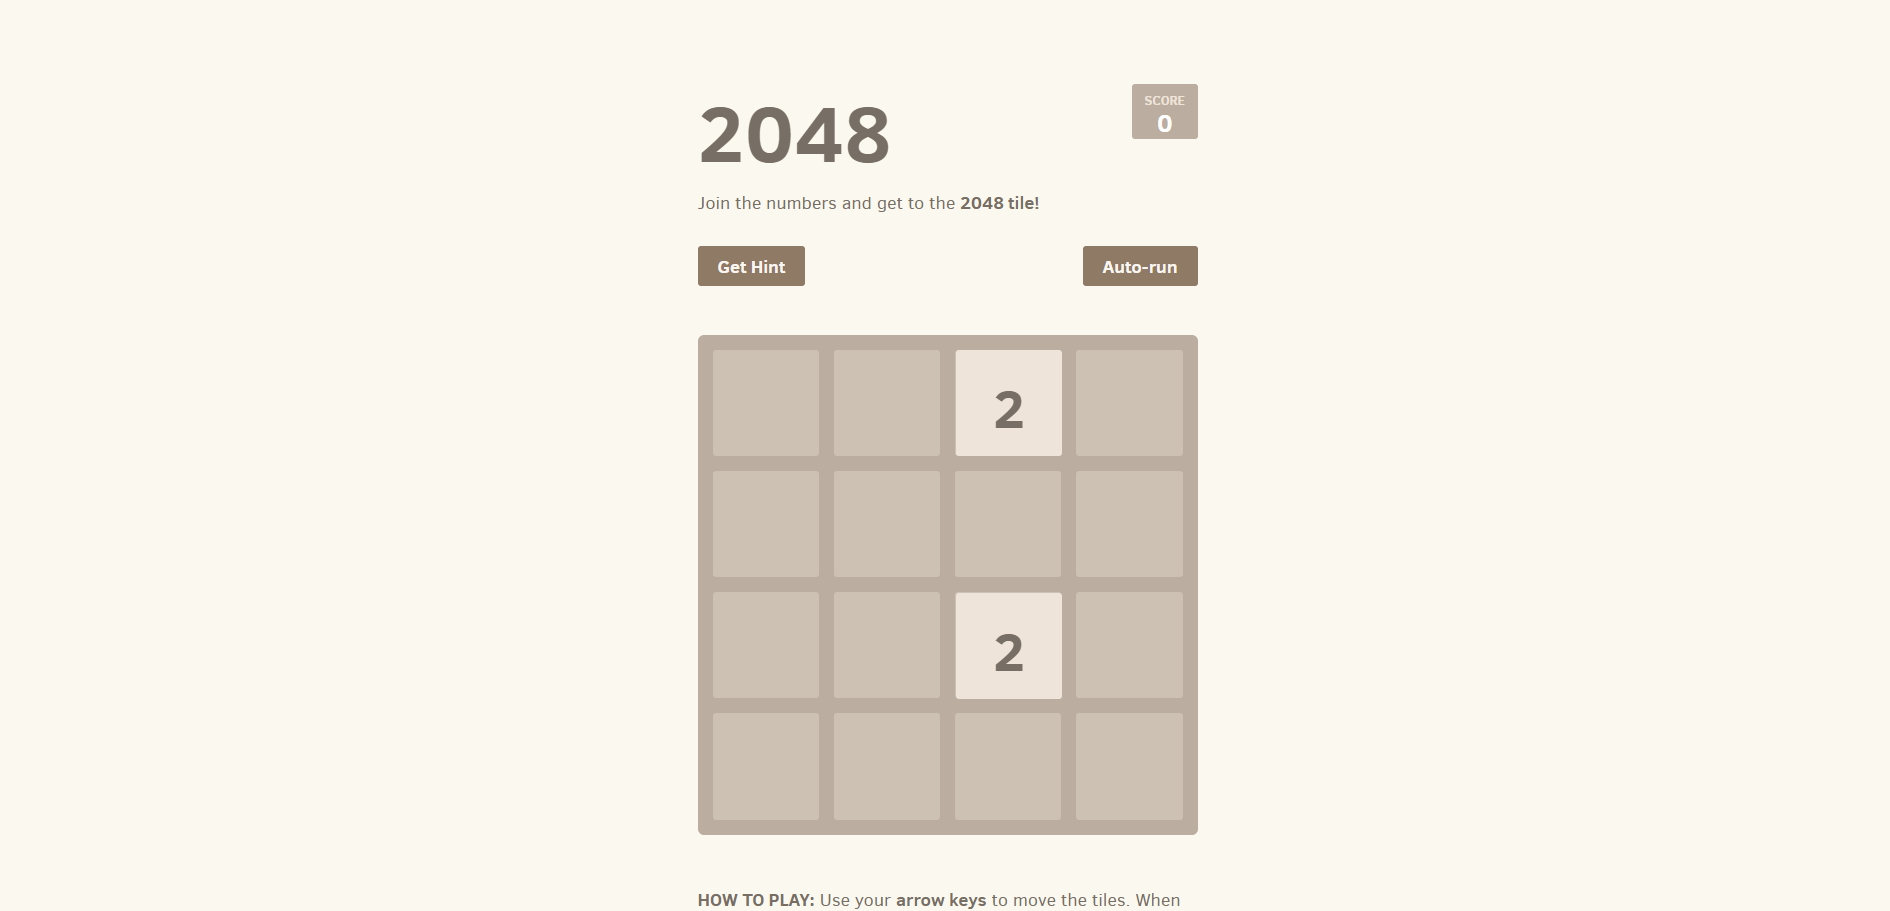 2048
SCORE
0
Join the numbers and get to the 2048 tile!
Get Hint
Auto-run
2
2
HOW TO PLAY: Use your arrow keys to move the tiles. When